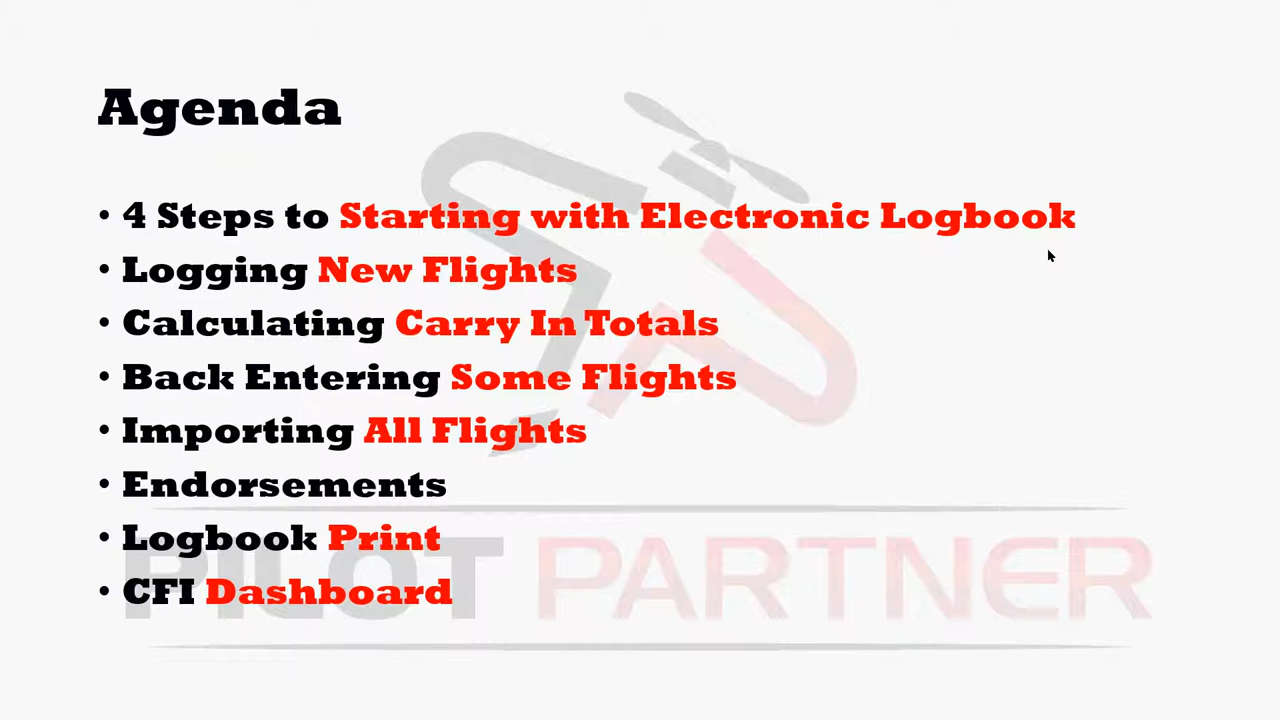 Agenda
• 4 Steps to Starting with Electronic Logbook
• Logging New Flights
• Calculating Carry In Totals
• Back Entering Some Flights
• Importing All Flights
• Endorsements
• Logbook Print
• CFI Dashboard
PILOT PARTNER